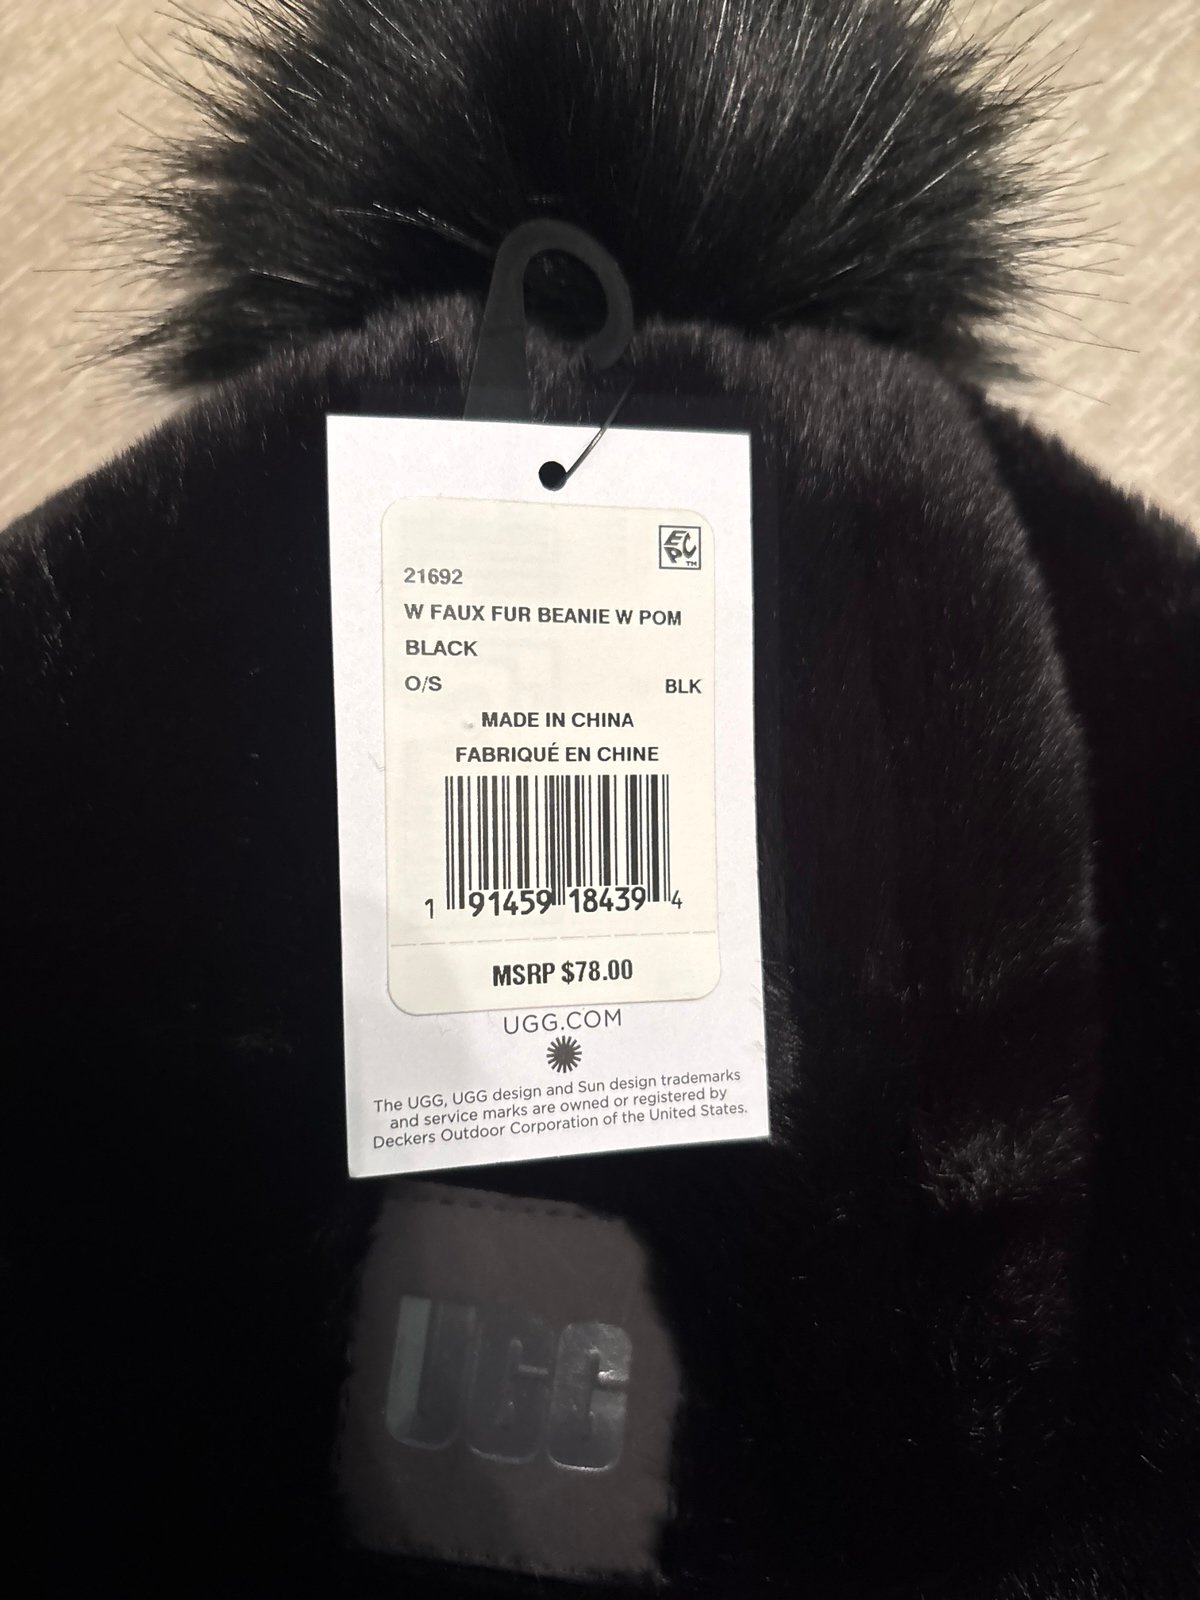 ECPC™
21692
W FAUX FUR BEANIE W POM
BLACK
O/S BLK
MADE IN CHINA
FABRIQUÉ EN CHINE
1 91459 18439 4
MSRP $78.00
UGG.COM
The UGG, UGG design and Sun design trademarks
and service marks are owned or registered by
Deckers Outdoor Corporation of the United States.
UGG